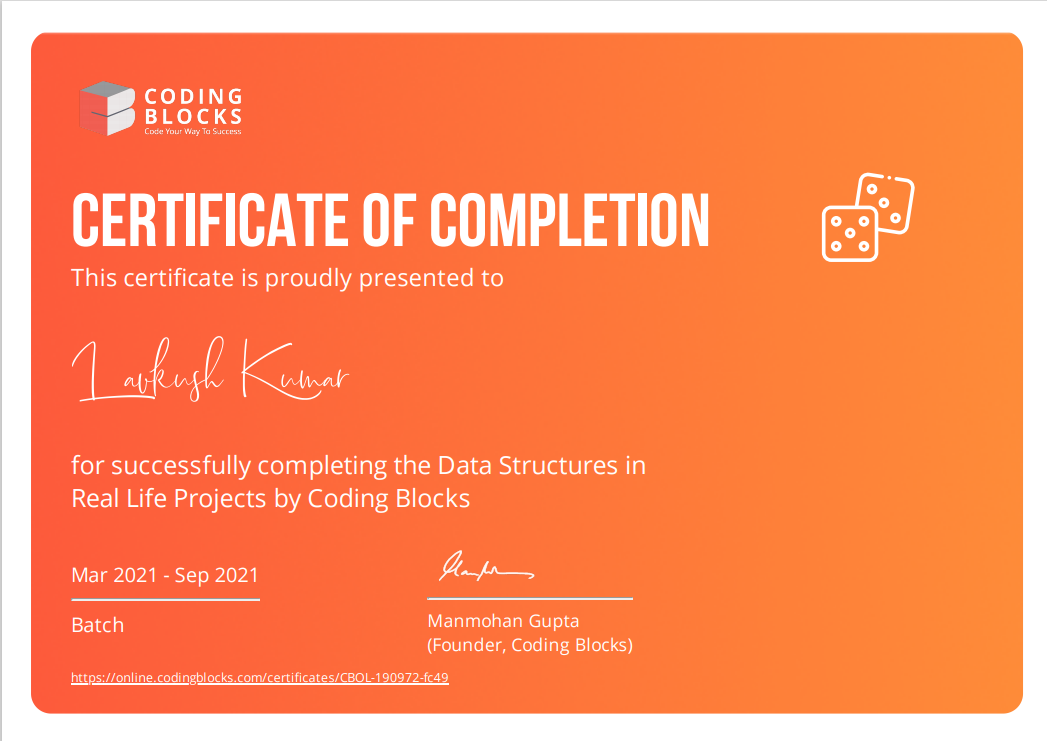 CODING
BLOCKS
Code Your Way To Success
CERTIFICATE OF COMPLETION
This certificate is proudly presented to
Lavkush Kumar
for successfully completing the Data Structures in
Real Life Projects by Coding Blocks
Mar 2021 - Sep 2021
Batch
Manmohan Gupta
(Founder, Coding Blocks)
https://online.codingblocks.com/certificates/CBOL-190972-fc49